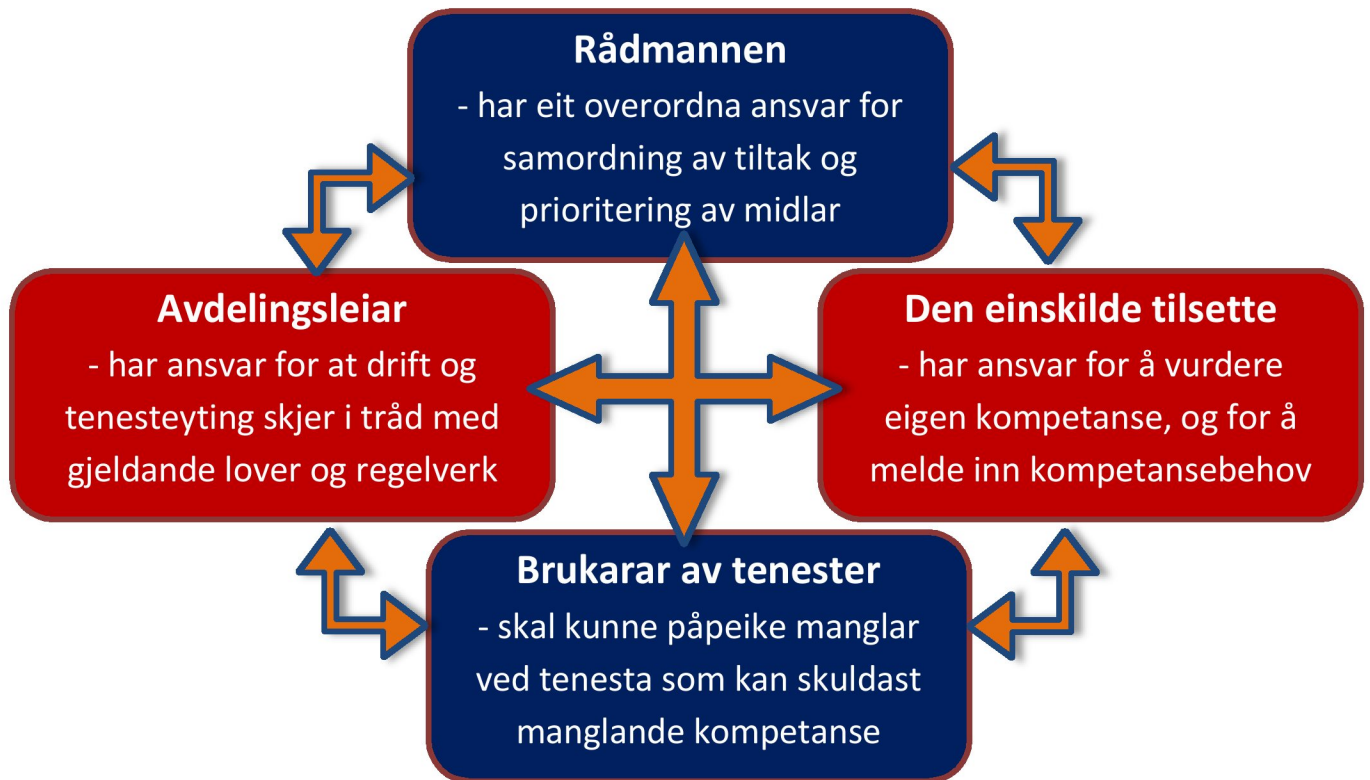 Rådmannen
- har eit overordna ansvar for
samordning av tiltak og
prioritering av midlar
Avdelingsleiar
- har ansvar for at drift og
tenesteyting skjer i tråd med
gjeldande lover og regelverk
Den einskilde tilsette
- har ansvar for å vurdere
eigen kompetanse, og for å
melde inn kompetansebehov
Brukarar av tenester
- skal kunne påpeike manglar
ved tenesta som kan skuldast
manglande kompetanse